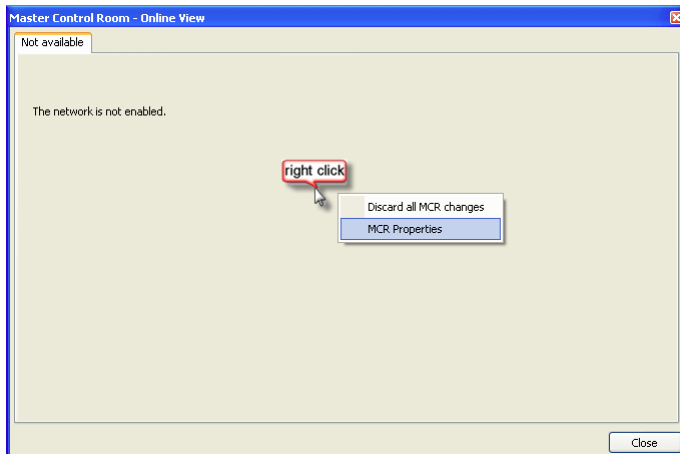 Master Control Room - Online View
Not available
The network is not enabled.
right click
Discard all MCR changes
MCR Properties
Close